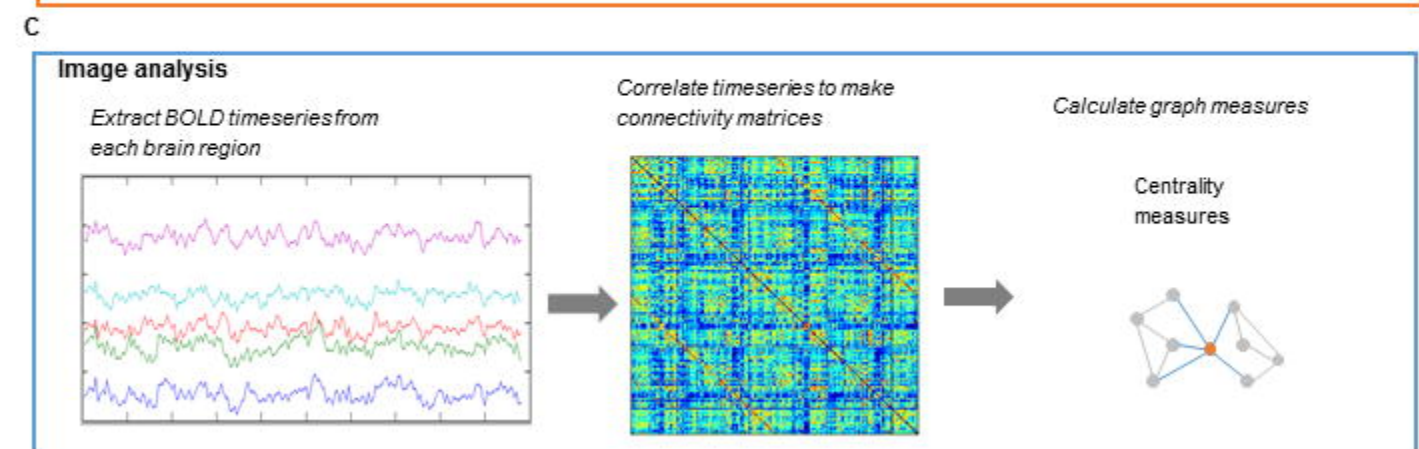 C
Image analysis
Extract BOLD timeseries from
each brain region
Correlate timeseries to make
connectivity matrices
Calculate graph measures
Centrality
measures